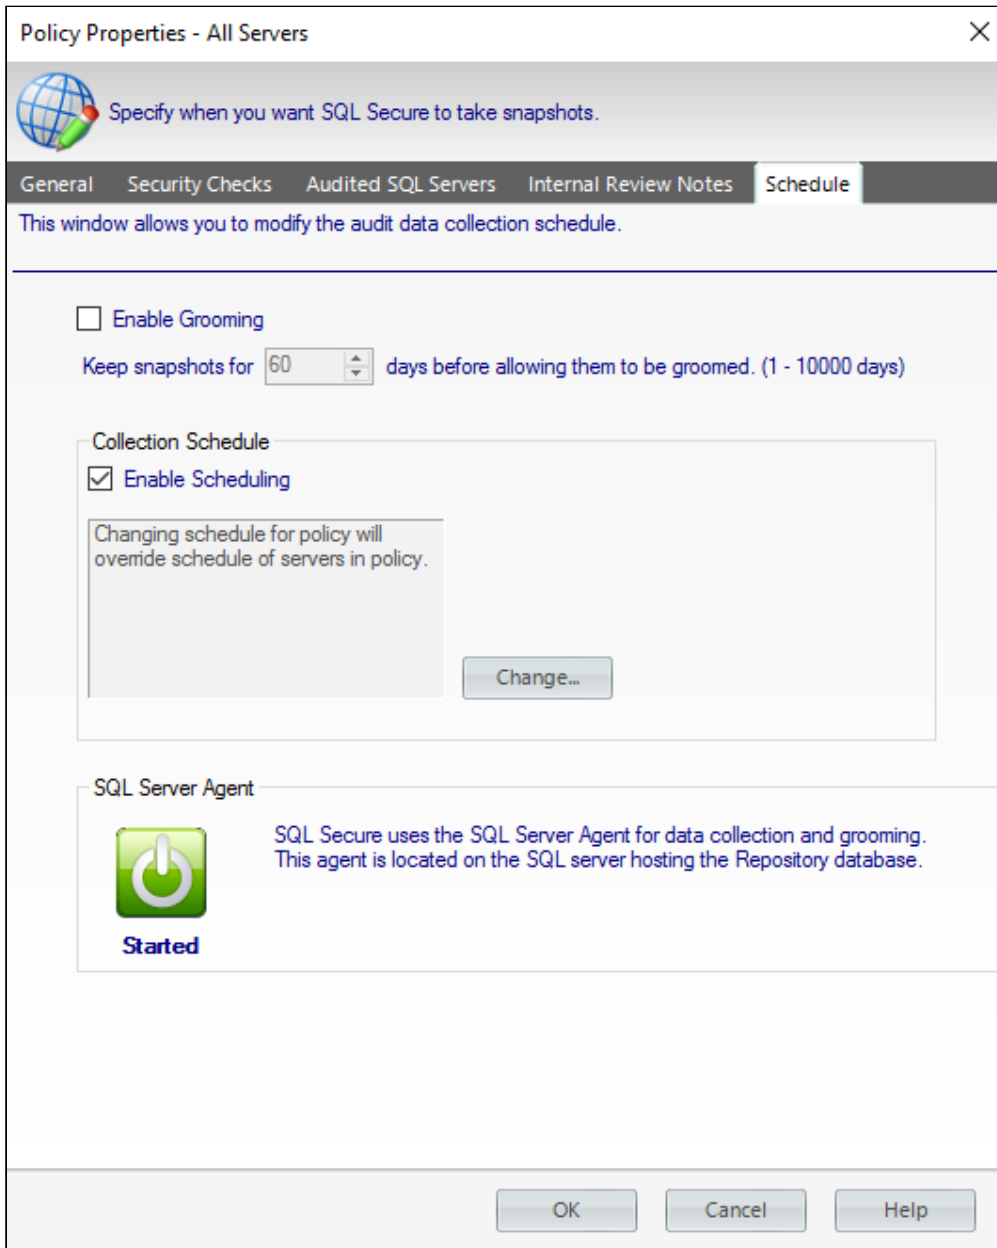 Policy Properties - All Servers
Specify when you want SQL Secure to take snapshots.
General Security Checks Audited SQL Servers Internal Review Notes Schedule
This window allows you to modify the audit data collection schedule.
Enable Grooming
Keep snapshots for 60 days before allowing them to be groomed. (1 - 10000 days)
Collection Schedule
Enable Scheduling
Changing schedule for policy will
override schedule of servers in policy.
Change...
SQL Server Agent
SQL Secure uses the SQL Server Agent for data collection and grooming.
This agent is located on the SQL server hosting the Repository database.
Started
OK Cancel Help